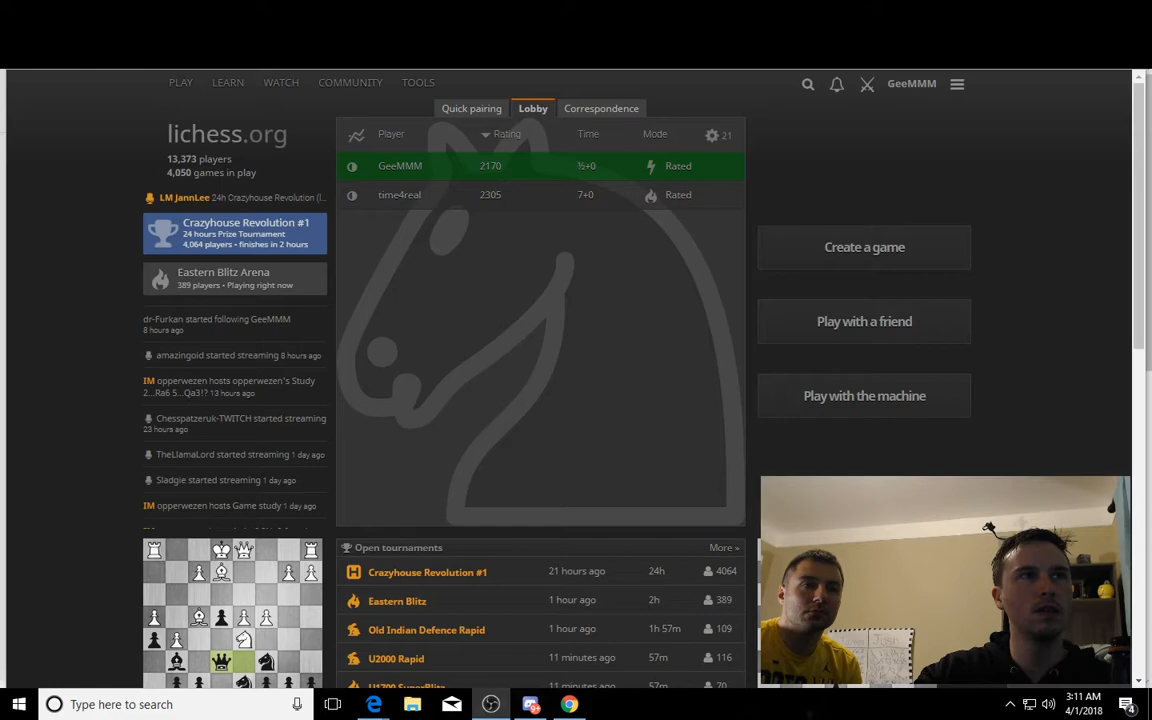 PLAY LEARN WATCH COMMUNITY TOOLS GeeMMM
Quick pairing Lobby Correspondence
lichess.org
13,373 players
4,050 games in play
LM JannLee 24h Crazyhouse Revolution (l...
Crazyhouse Revolution #1
24 hours Prize Tournament
4,064 players • finishes in 2 hours
Eastern Blitz Arena
389 players • Playing right now
dr-Furkan started following GeeMMM
8 hours ago
amazingoid started streaming 8 hours ago
IM opperwezen hosts opperwezen's Study
2...Ra6 5...Qa3!? 13 hours ago
Chesspatzeruk-TWITCH started streaming
23 hours ago
TheLlamaLord started streaming 1 day ago
Sladgie started streaming 1 day ago
IM opperwezen hosts Game study 1 day ago
Player Rating Time Mode 21
GeeMMM 2170 ½+0 Rated
time4real 2305 7+0 Rated
Create a game
Play with a friend
Play with the machine
Open tournaments More »
Crazyhouse Revolution #1 21 hours ago 24h 4064
Eastern Blitz 1 hour ago 2h 389
Old Indian Defence Rapid 1 hour ago 1h 57m 109
U2000 Rapid 11 minutes ago 57m 116
U1700 SuperBlitz 11 minutes ago 57m 70
Type here to search
3:11 AM
4/1/2018
4